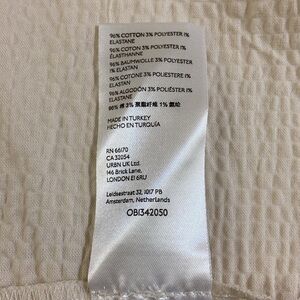 96% COTTON 3% POLYESTER 1%
ELASTANE
96% COTON 3% POLYESTER 1%
ÉLASTHANNE
96% BAUMWOLLE 3% POLYESTER
1% ELASTAN
96% COTONE 3% POLIESTERE 1%
ELASTAN
96% ALGODÓN 3% POLIÉSTER 1%
ELASTANE
96% 棉 3% 聚酯纤维 1% 氨纶
MADE IN TURKEY
HECHO EN TURQUÍA
RN 66170
CA 32054
URBN UK Ltd.
146 Brick Lane,
LONDON E1 6RU
Leidsestraat 32, 1017 PB
Amsterdam, Netherlands
OB1342050